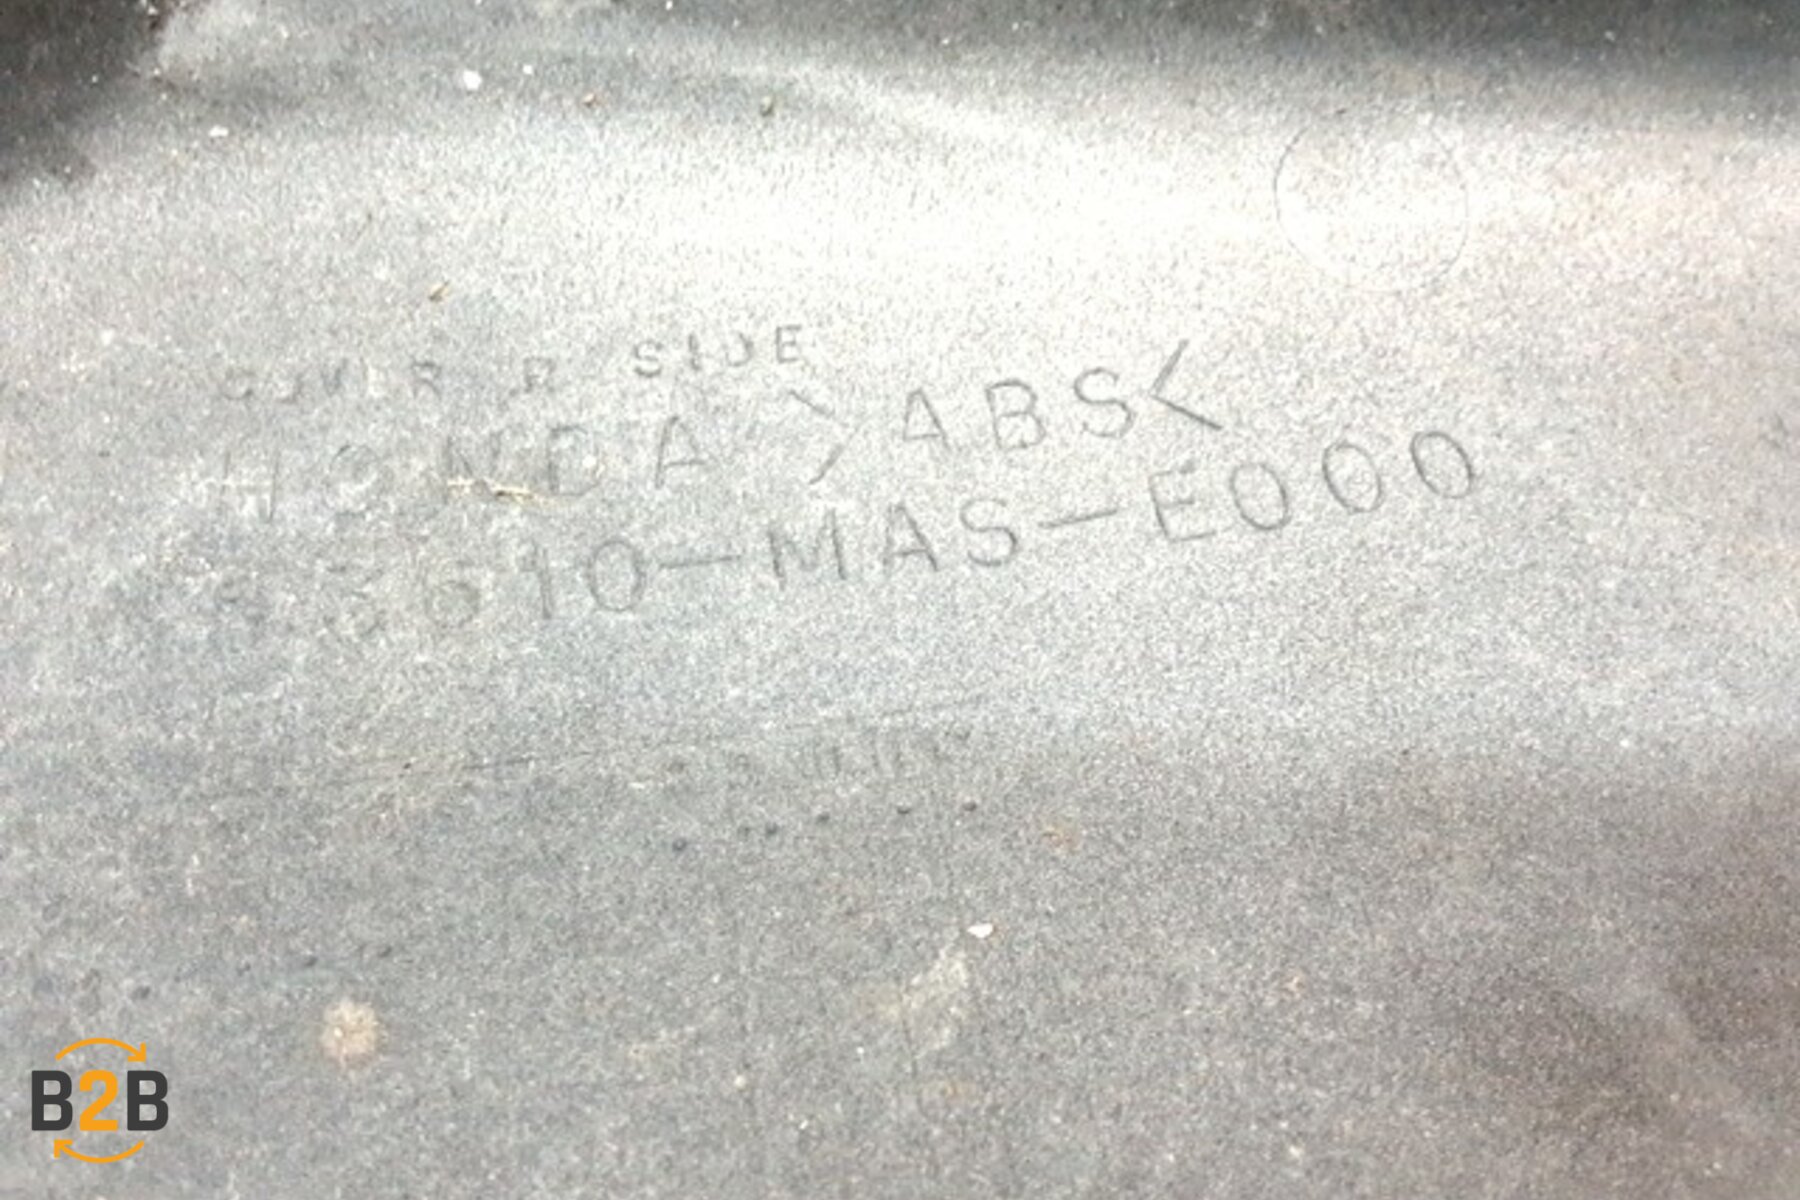 COVER R SIDE
HONDA >ABS<
83610-MAS-E000
B2B